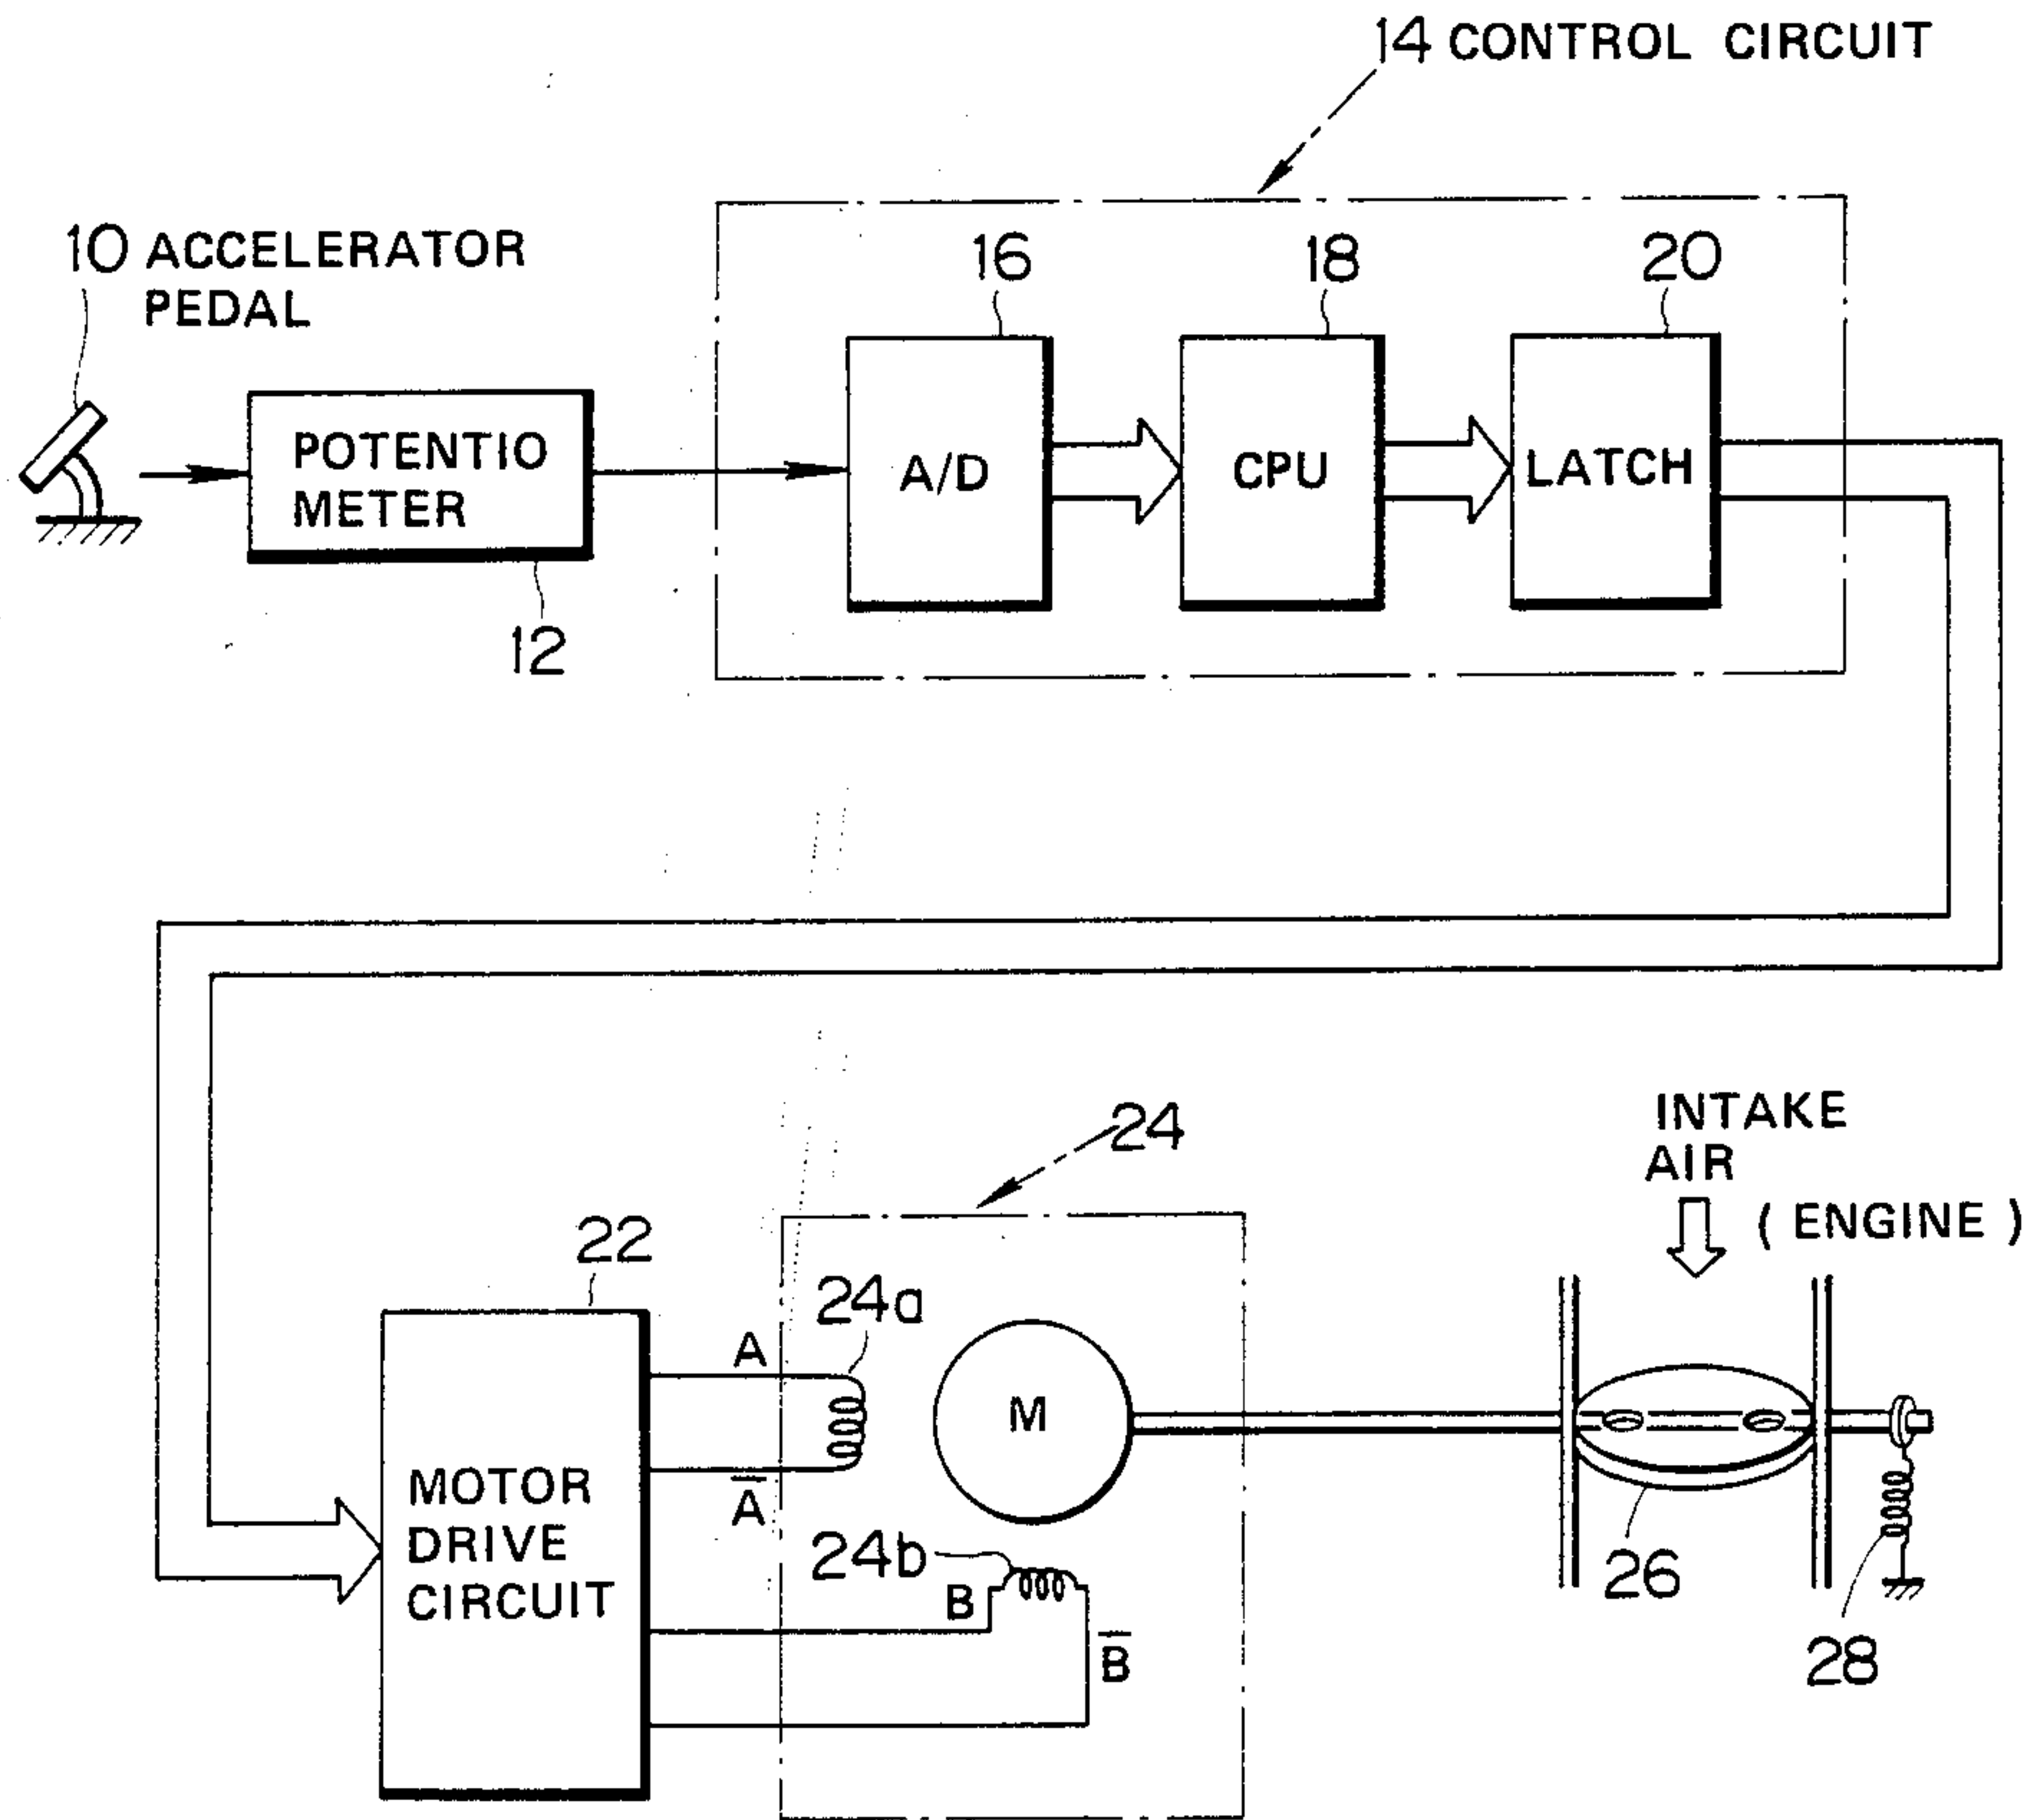 14 CONTROL CIRCUIT
10 ACCELERATOR
PEDAL
16
18
20
POTENTIO
METER
A/D
CPU
LATCH
12
24
INTAKE
AIR
( ENGINE )
22
24a
A
M
A̅
MOTOR
DRIVE
CIRCUIT
24b
B
B̅
26
28